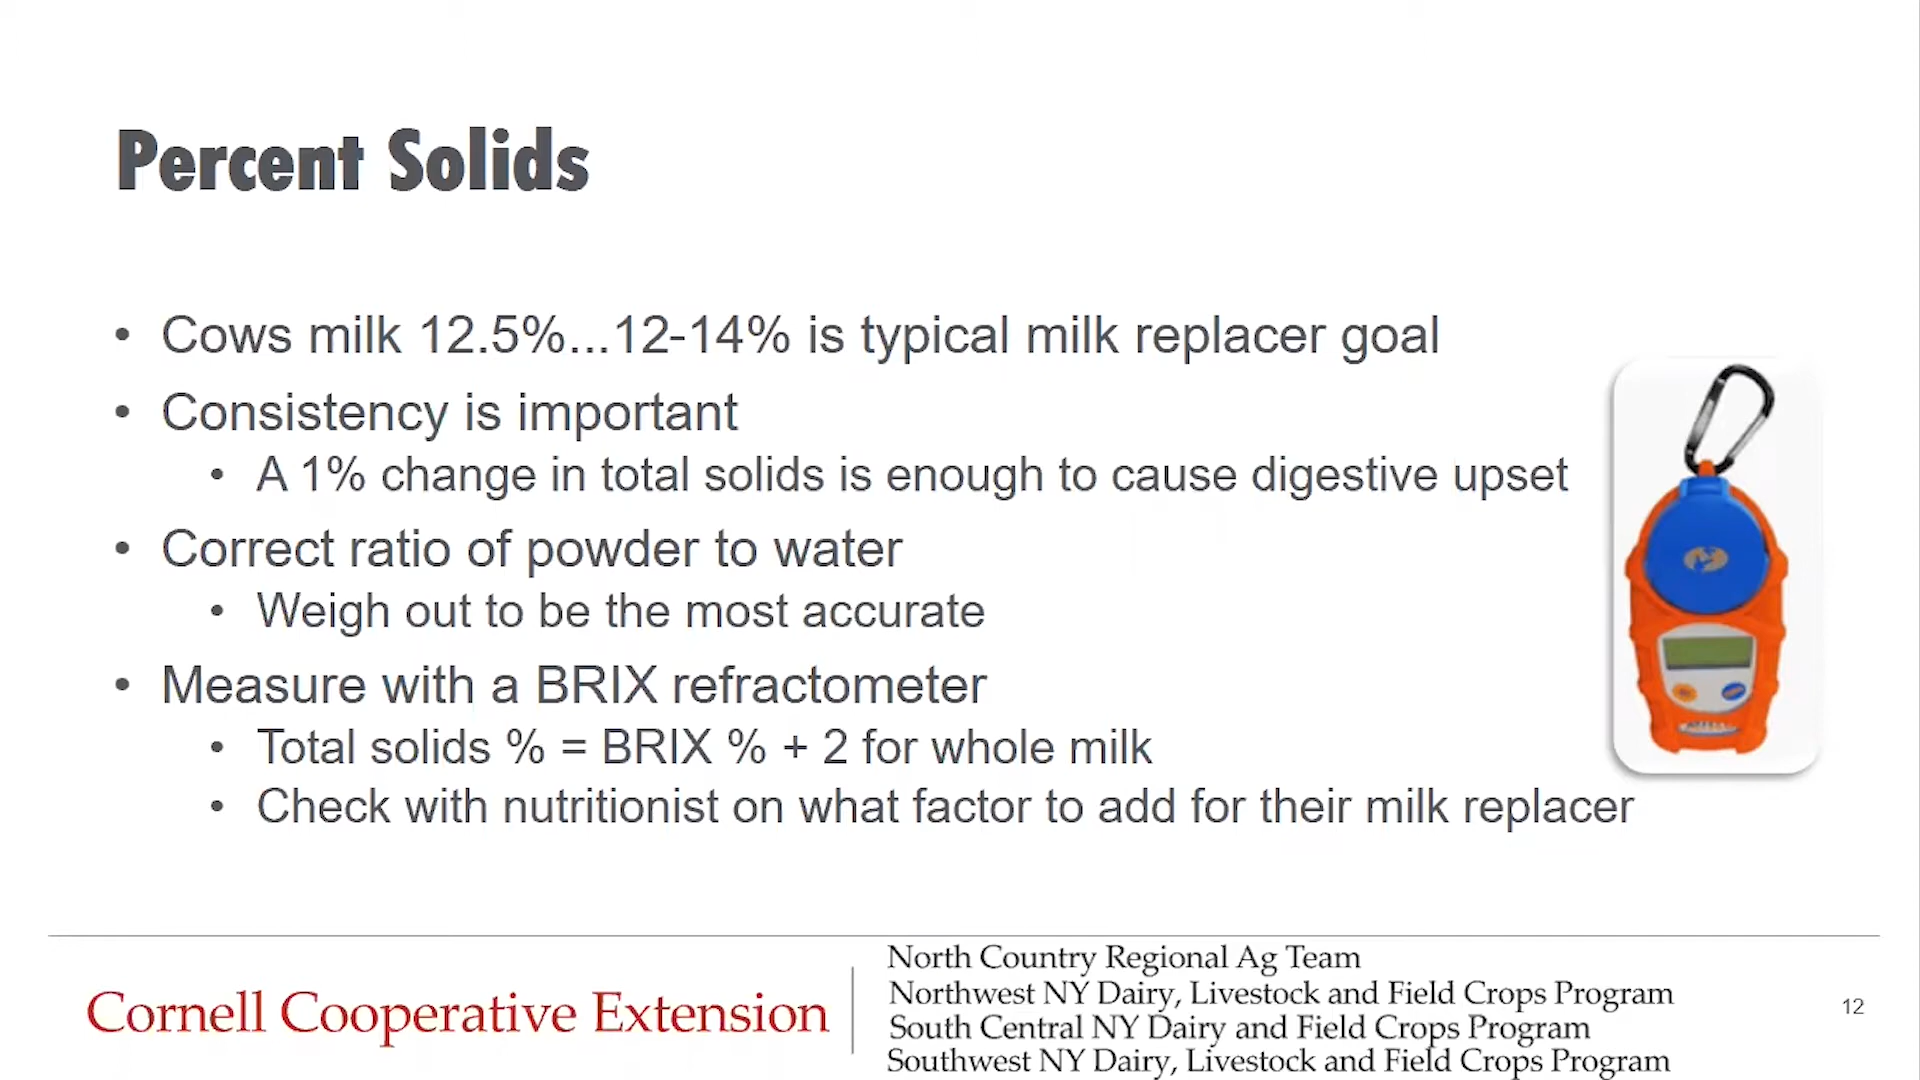 Percent Solids
• Cows milk 12.5%...12-14% is typical milk replacer goal
• Consistency is important
• A 1% change in total solids is enough to cause digestive upset
• Correct ratio of powder to water
• Weigh out to be the most accurate
• Measure with a BRIX refractometer
• Total solids % = BRIX % + 2 for whole milk
• Check with nutritionist on what factor to add for their milk replacer
Cornell Cooperative Extension
North Country Regional Ag Team
Northwest NY Dairy, Livestock and Field Crops Program
South Central NY Dairy and Field Crops Program
Southwest NY Dairy, Livestock and Field Crops Program
12